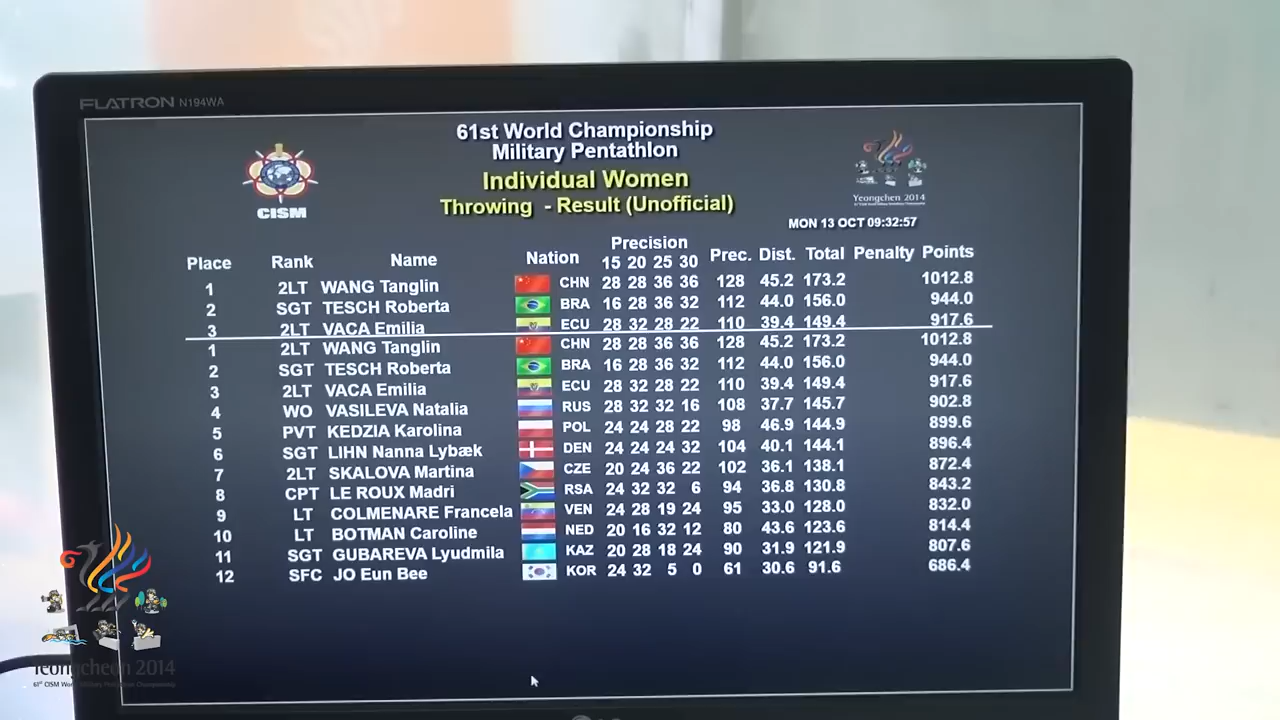 FLATRON N194WA
61st World Championship
Military Pentathlon
Individual Women
Throwing - Result (Unofficial)
CISM
Yeongchen 2014
MON 13 OCT 09:32:57
Precision
Place Rank Name Nation 15 20 25 30 Prec. Dist. Total Penalty Points
1 2LT WANG Tanglin CHN 28 28 36 36 128 45.2 173.2 1012.8
2 SGT TESCH Roberta BRA 16 28 36 32 112 44.0 156.0 944.0
3 2LT VACA Emilia ECU 28 32 28 22 110 39.4 149.4 917.6
1 2LT WANG Tanglin CHN 28 28 36 36 128 45.2 173.2 1012.8
2 SGT TESCH Roberta BRA 16 28 36 32 112 44.0 156.0 944.0
3 2LT VACA Emilia ECU 28 32 28 22 110 39.4 149.4 917.6
4 WO VASILEVA Natalia RUS 28 32 32 16 108 37.7 145.7 902.8
5 PVT KEDZIA Karolina POL 24 24 28 22 98 46.9 144.9 899.6
6 SGT LIHN Nanna Lybæk DEN 24 24 24 32 104 40.1 144.1 896.4
7 2LT SKALOVA Martina CZE 20 24 36 22 102 36.1 138.1 872.4
8 CPT LE ROUX Madri RSA 24 32 32 6 94 36.8 130.8 843.2
9 LT COLMENARE Francela VEN 24 28 19 24 95 33.0 128.0 832.0
10 LT BOTMAN Caroline NED 20 16 32 12 80 43.6 123.6 814.4
11 SGT GUBAREVA Lyudmila KAZ 20 28 18 24 90 31.9 121.9 807.6
12 SFC JO Eun Bee KOR 24 32 5 0 61 30.6 91.6 686.4
Yeongcheon 2014